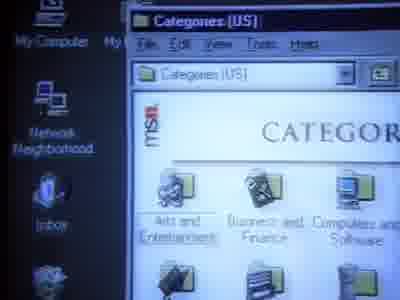 Categories (US)
My Computer
My
File Edit View Tools Help
Categories (US)
msn
CATEGOR
Network
Neighborhood
Arts and
Entertainment
Business and
Finance
Computers and
Software
Inbox